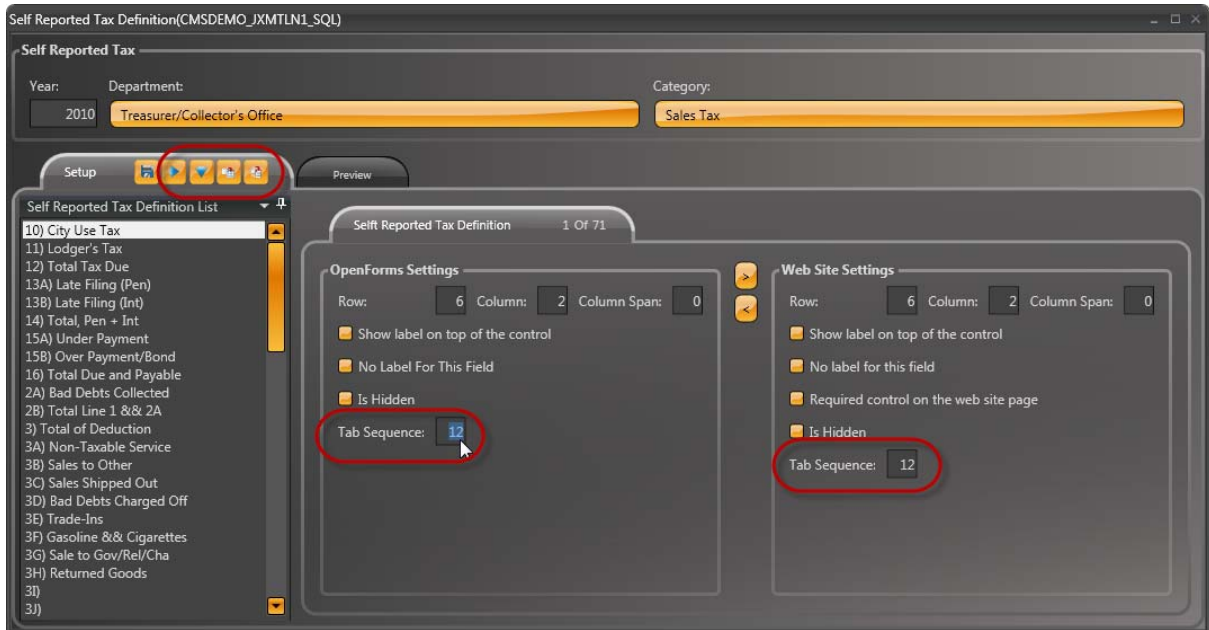 Self Reported Tax Definition(CMSDEMO_JXMTLN1_SQL)
Self Reported Tax
Year: Department: Category:
2010 Treasurer/Collector's Office Sales Tax
Setup Preview
Self Reported Tax Definition List
10) City Use Tax
11) Lodger's Tax
12) Total Tax Due
13A) Late Filing (Pen)
13B) Late Filing (Int)
14) Total, Pen + Int
15A) Under Payment
15B) Over Payment/Bond
16) Total Due and Payable
2A) Bad Debts Collected
2B) Total Line 1 && 2A
3) Total of Deduction
3A) Non-Taxable Service
3B) Sales to Other
3C) Sales Shipped Out
3D) Bad Debts Charged Off
3E) Trade-Ins
3F) Gasoline && Cigarettes
3G) Sale to Gov/Rel/Cha
3H) Returned Goods
3I)
3J)
Selft Reported Tax Definition 1 Of 71
OpenForms Settings
Row: 6 Column: 2 Column Span: 0
Show label on top of the control
No Label For This Field
Is Hidden
Tab Sequence: 12
>
<
Web Site Settings
Row: 6 Column: 2 Column Span: 0
Show label on top of the control
No label for this field
Required control on the web site page
Is Hidden
Tab Sequence: 12